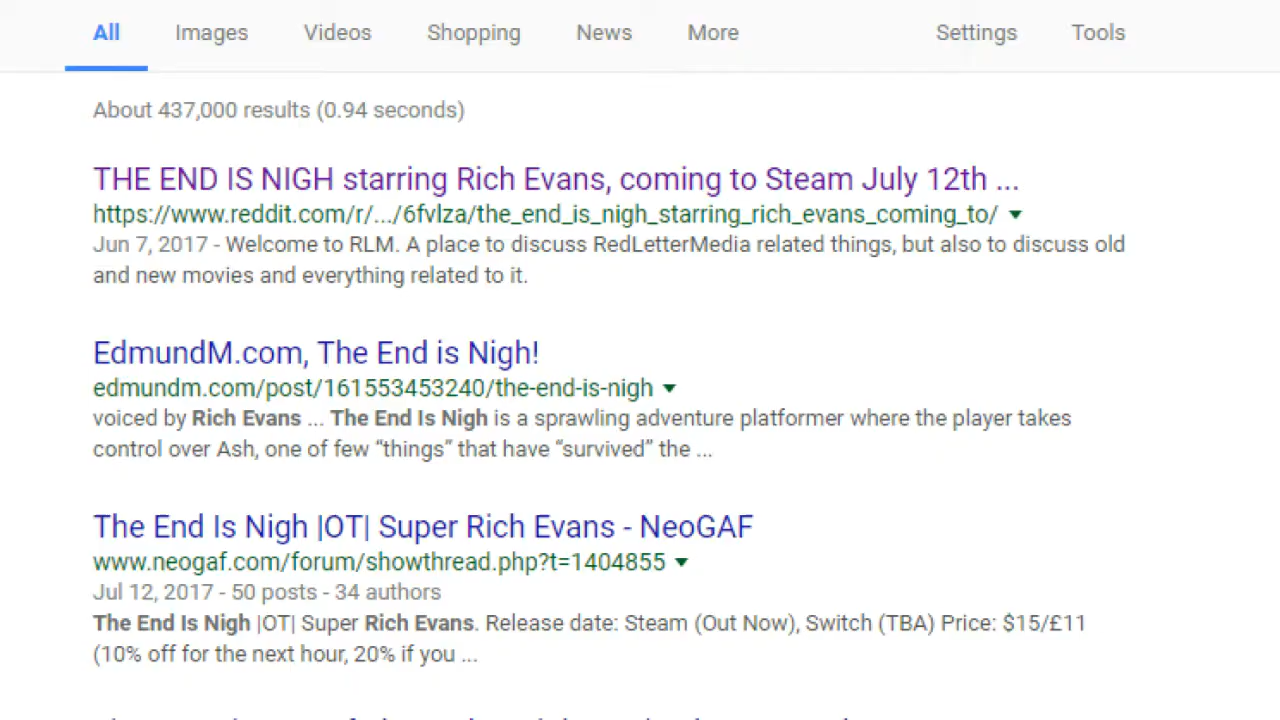 All Images Videos Shopping News More Settings Tools
About 437,000 results (0.94 seconds)
THE END IS NIGH starring Rich Evans, coming to Steam July 12th ...
https://www.reddit.com/r/.../6fvlza/the_end_is_nigh_starring_rich_evans_coming_to/
Jun 7, 2017 - Welcome to RLM. A place to discuss RedLetterMedia related things, but also to discuss old
and new movies and everything related to it.
EdmundM.com, The End is Nigh!
edmundm.com/post/161553453240/the-end-is-nigh
voiced by Rich Evans ... The End Is Nigh is a sprawling adventure platformer where the player takes
control over Ash, one of few “things” that have “survived” the ...
The End Is Nigh |OT| Super Rich Evans - NeoGAF
www.neogaf.com/forum/showthread.php?t=1404855
Jul 12, 2017 - 50 posts - 34 authors
The End Is Nigh |OT| Super Rich Evans. Release date: Steam (Out Now), Switch (TBA) Price: $15/£11
(10% off for the next hour, 20% if you ...